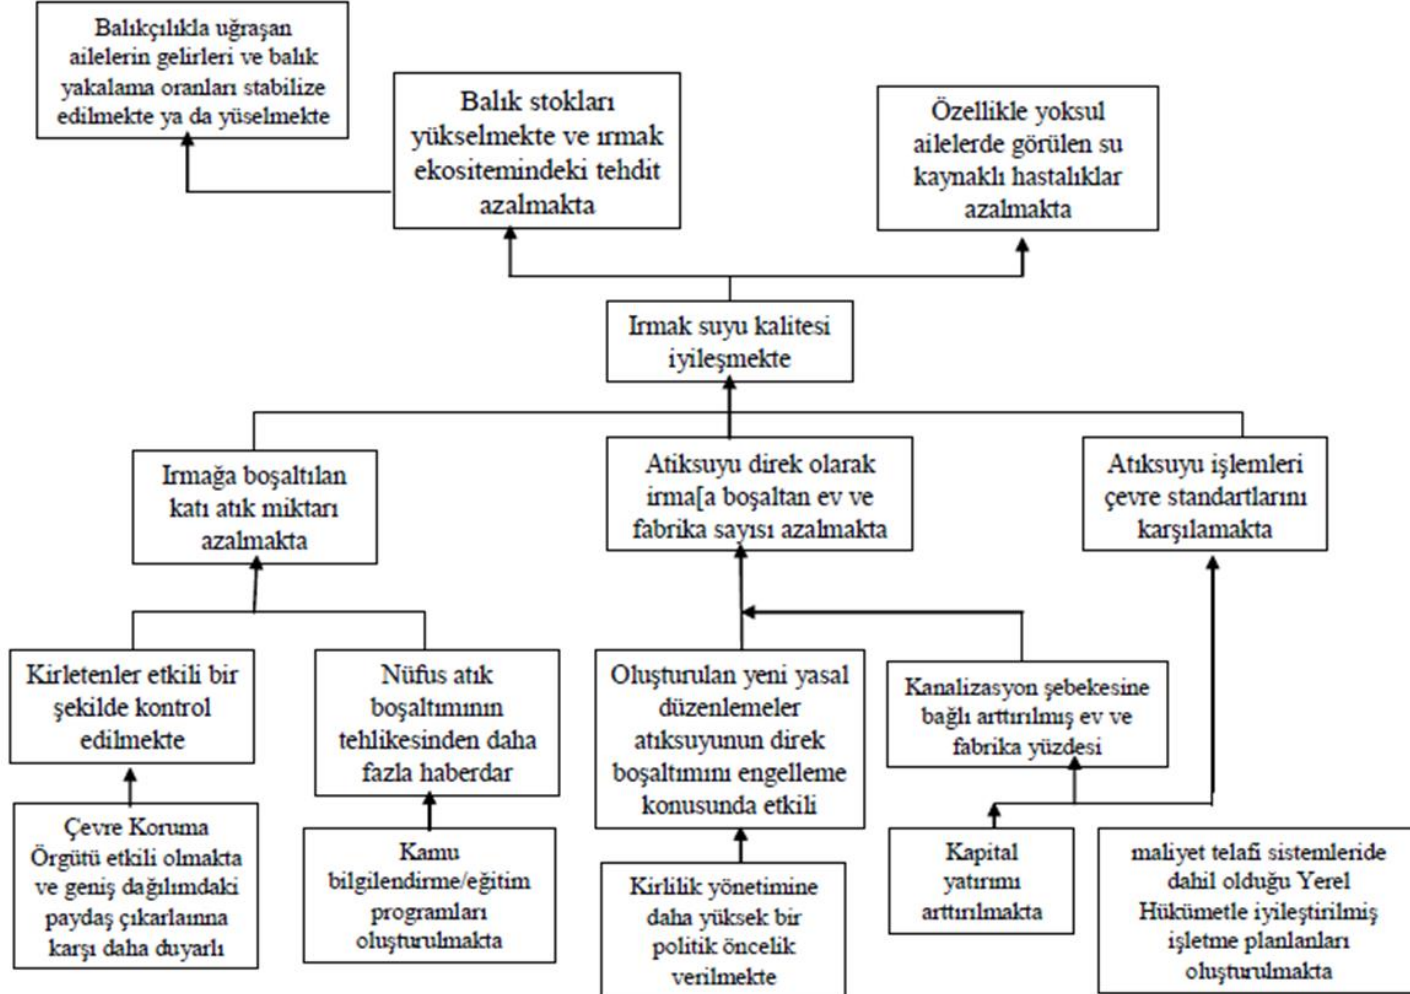 Balıkçılıkla uğraşan
ailelerin gelirleri ve balık
yakalama oranları stabilize
edilmekte ya da yüselmekte
Balık stokları
yükselmekte ve ırmak
ekositemindeki tehdit
azalmakta
Özellikle yoksul
ailelerde görülen su
kaynaklı hastalıklar
azalmakta
Irmak suyu kalitesi
iyileşmekte
Irmağa boşaltılan
katı atık miktarı
azalmakta
Atiksuyu direk olarak
irma[a boşaltan ev ve
fabrika sayısı azalmakta
Atıksuyu işlemleri
çevre standartlarını
karşılamakta
Kirletenler etkili bir
şekilde kontrol
edilmekte
Nüfus atık
boşaltımının
tehlikesinden daha
fazla haberdar
Oluşturulan yeni yasal
düzenlemeler
atıksuyunun direk
boşaltımını engelleme
konusunda etkili
Kanalizasyon şebekesine
bağlı arttırılmış ev ve
fabrika yüzdesi
Çevre Koruma
Örgütü etkili olmakta
ve geniş dağılımdaki
paydaş çıkarlaınna
karşı daha duyarlı
Kamu
bilgilendirme/eğitim
programları
oluşturulmakta
Kirlilik yönetimine
daha yüksek bir
politik öncelik
verilmekte
Kapital
yatırımı
arttırılmakta
maliyet telafi sistemleride
dahil olduğu Yerel
Hükümetle iyileştirilmiş
işletme planlanları
oluşturulmakta